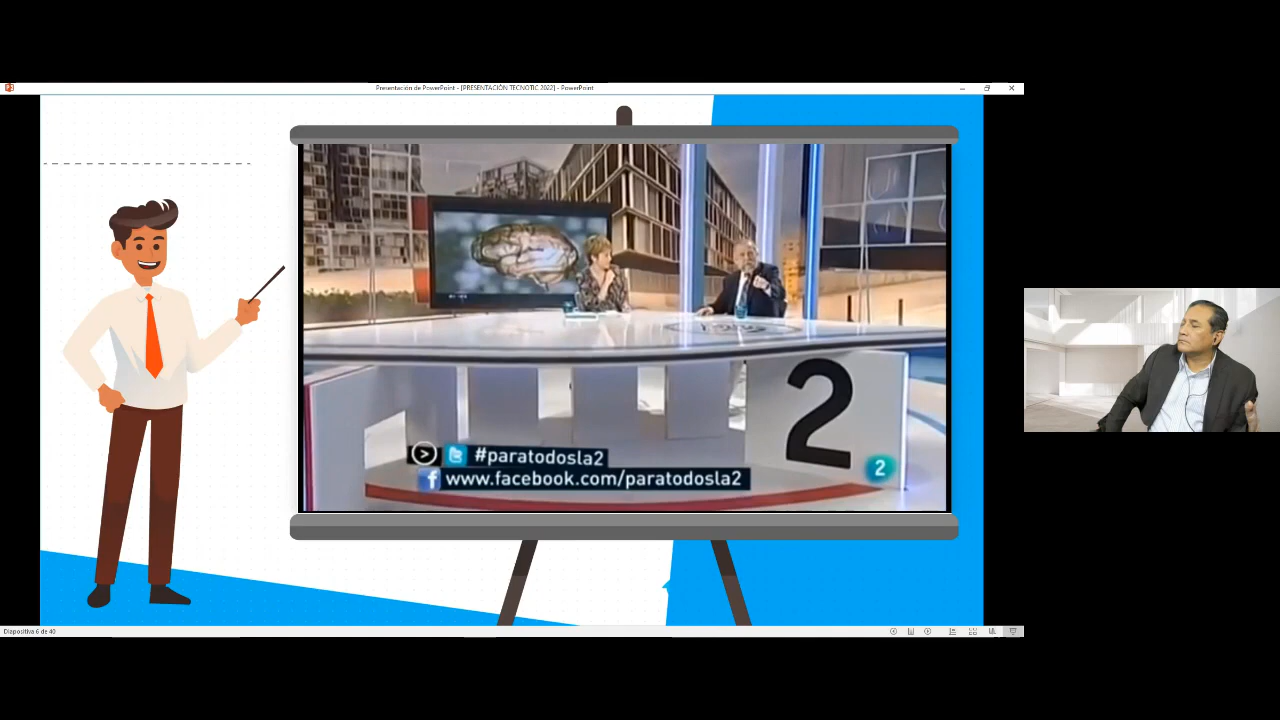 Presentación de PowerPoint - [PRESENTACIÓN TECNOTIC 2022] - PowerPoint
2
#paratodosla2
2
www.facebook.com/paratodosla2
Diapositiva 6 de 40